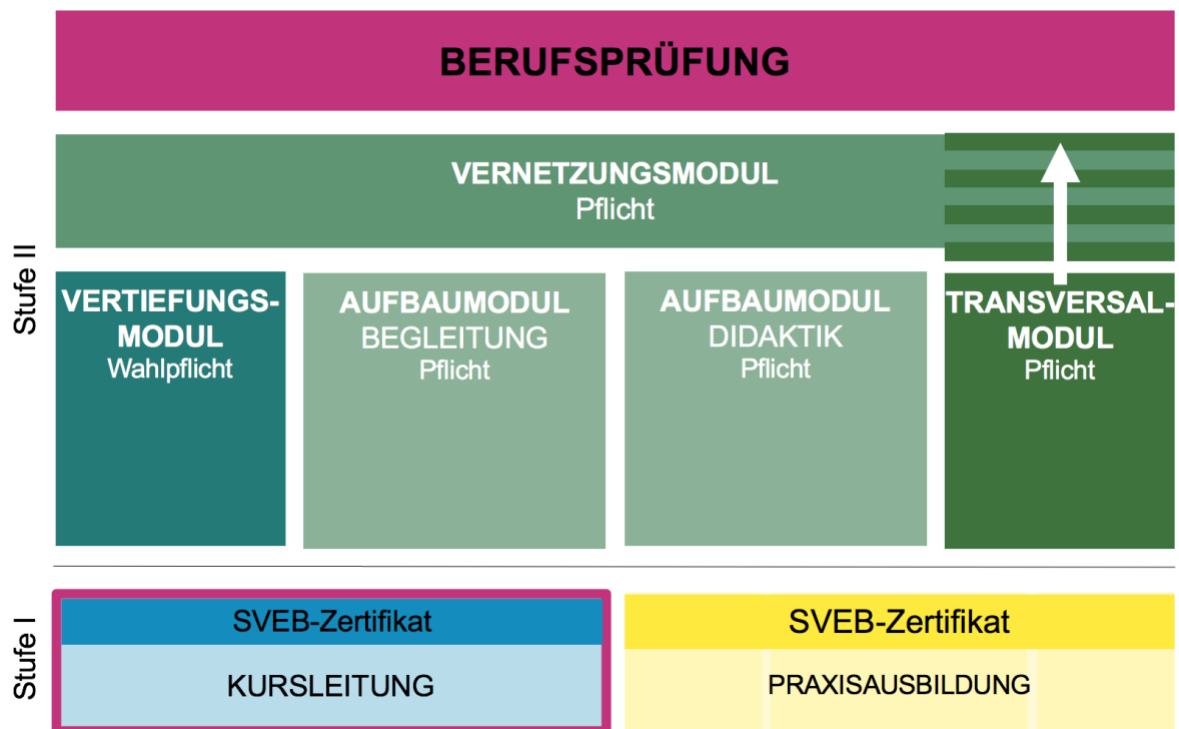 BERUFSPRÜFUNG
VERNETZUNGSMODUL
Pflicht
Stufe II
VERTIEFUNGS-
MODUL
Wahlpflicht
AUFBAUMODUL
BEGLEITUNG
Pflicht
AUFBAUMODUL
DIDAKTIK
Pflicht
TRANSVERSAL-
MODUL
Pflicht
Stufe I
SVEB-Zertifikat
KURSLEITUNG
SVEB-Zertifikat
PRAXISAUSBILDUNG